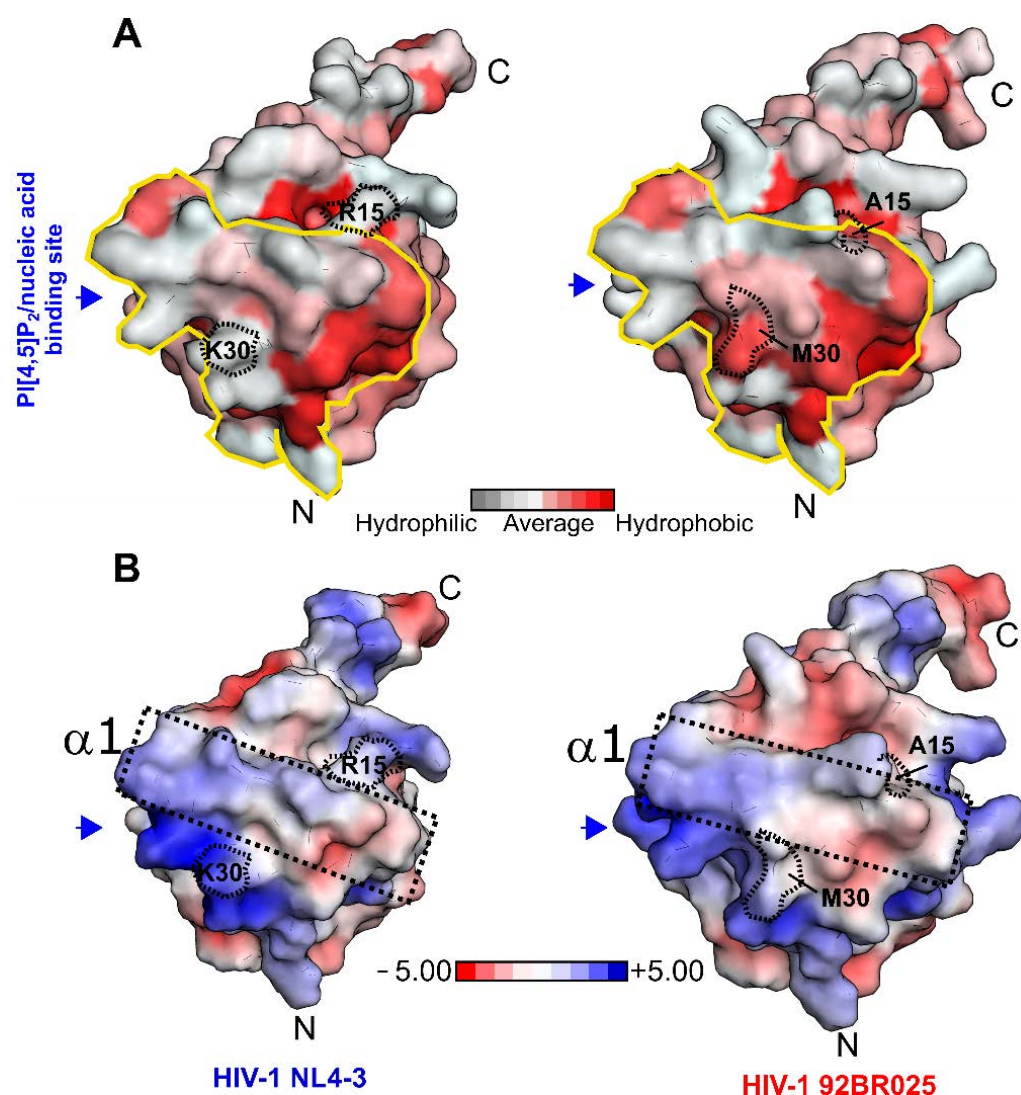 A
C
C
PI[4,5]P2/nucleic acid
binding site
R15
A15
K30
M30
N
N
Hydrophilic Average Hydrophobic
B
C
C
α1
α1
R15
A15
K30
M30
- 5.00 +5.00
N
N
HIV-1 NL4-3
HIV-1 92BR025